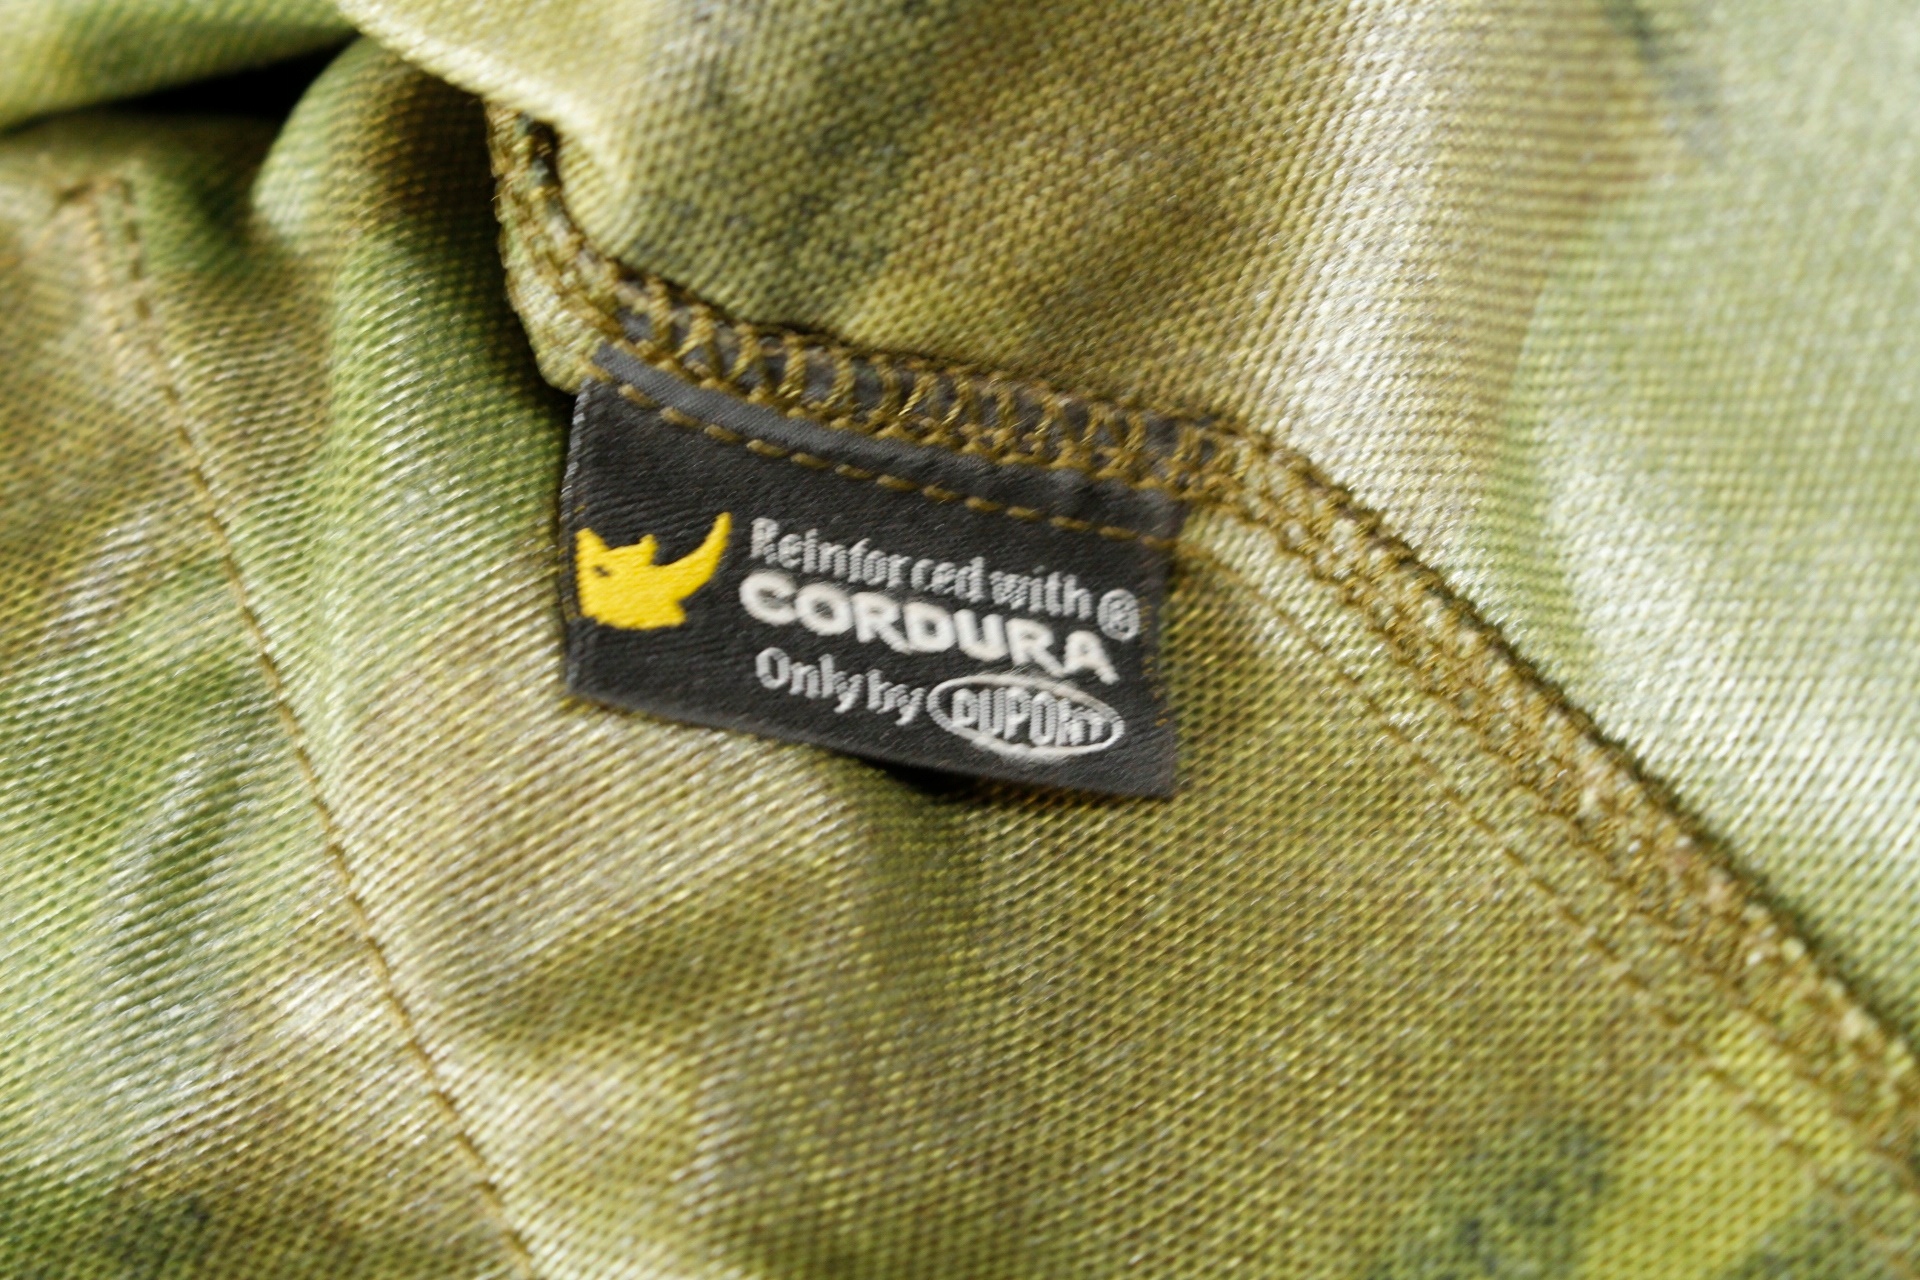 Reinforced with ®
CORDURA
Only by DUPONT